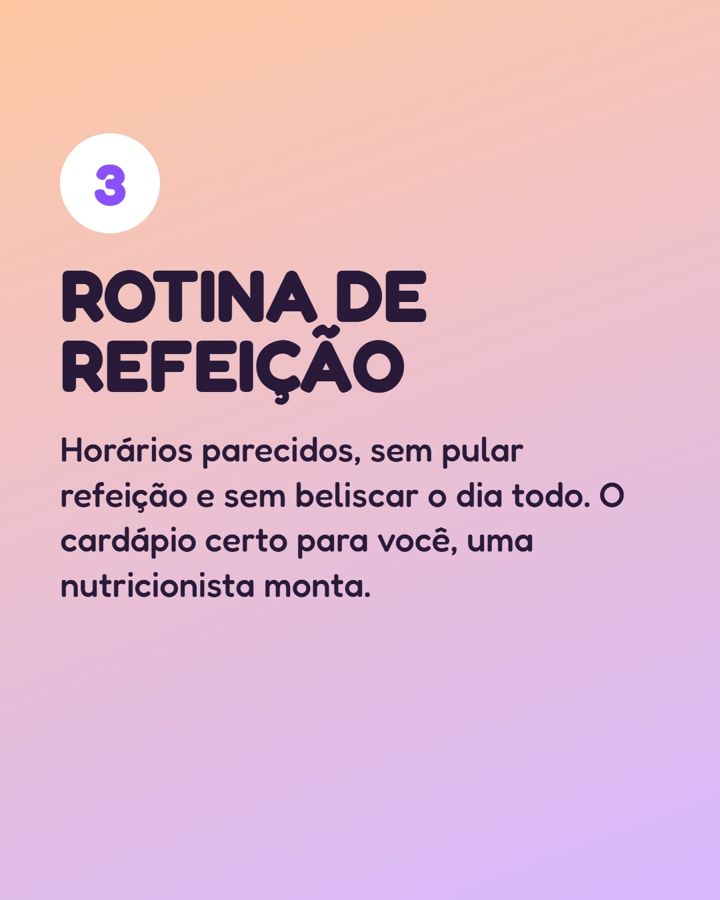 3
ROTINA DE
REFEIÇÃO
Horários parecidos, sem pular
refeição e sem beliscar o dia todo. O
cardápio certo para você, uma
nutricionista monta.